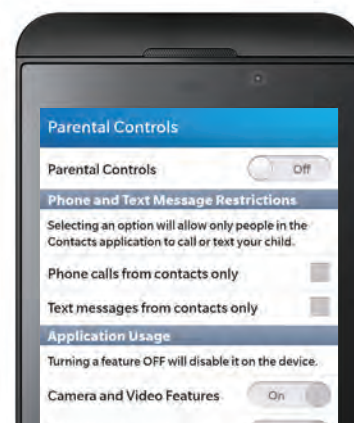 Parental Controls
Parental Controls Off
Phone and Text Message Restrictions
Selecting an option will allow only people in the
Contacts application to call or text your child.
Phone calls from contacts only
Text messages from contacts only
Application Usage
Turning a feature OFF will disable it on the device.
Camera and Video Features On